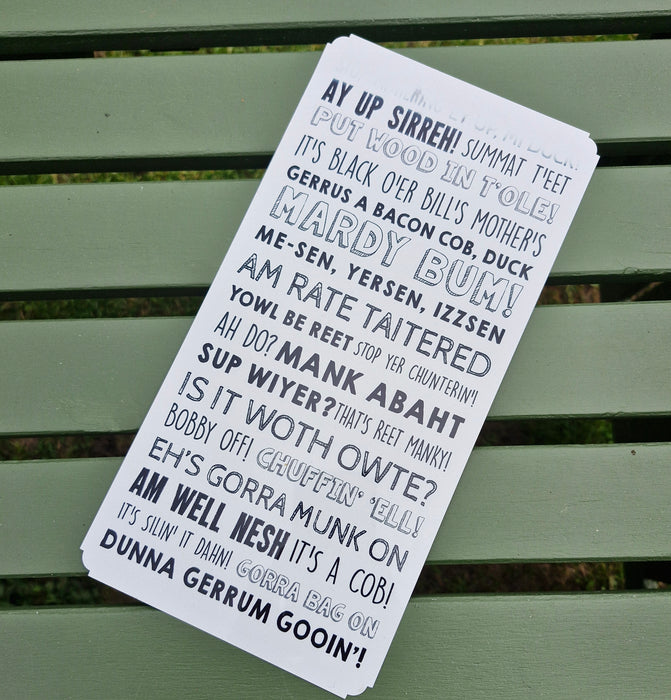 UP, MI DUCK!
AY UP SIRREH! SUMMAT T'EET
PUT WOOD IN T'OLE!
IT'S BLACK O'ER BILL'S MOTHER'S
GERRUS A BACON COB, DUCK
MARDY BUM!
ME-SEN, YERSEN, IZZSEN
AM RATE TAITERED
YOWL BE REET STOP YER CHUNTERIN'!
AH DO? MANK ABAHT
SUP WIYER? THAT'S REET MANKY!
IS IT WOTH OWTE?
BOBBY OFF! CHUFFIN' 'ELL!
EH'S GORRA MUNK ON
AM WELL NESH IT'S A COB!
IT'S SILIN' IT DAHN! GORRA BAG ON
DUNNA GERRUM GOOIN'!